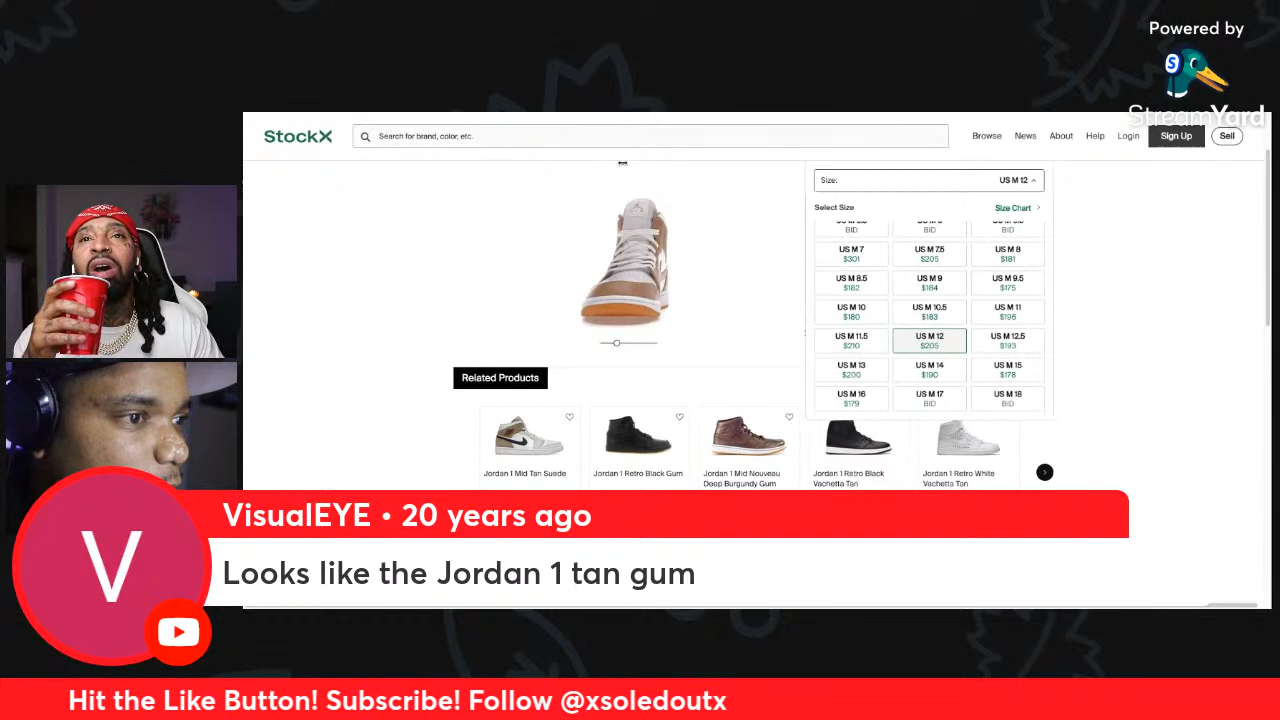 Powered by
S
StreamYard
StockX
Search for brand, color, etc.
Browse
News
About
Help
Login
Sign Up
Sell
Size:
US M 12
Select Size
Size Chart
BID
BID
BID
US M 7
$301
US M 7.5
$205
US M 8
$181
US M 8.5
$182
US M 9
$184
US M 9.5
$175
US M 10
$180
US M 10.5
$183
US M 11
$196
US M 11.5
$210
US M 12
$205
US M 12.5
$193
US M 13
$200
US M 14
$190
US M 15
$178
US M 16
$179
US M 17
BID
US M 18
BID
Related Products
Jordan 1 Mid Tan Suede
Jordan 1 Retro Black Gum
Jordan 1 Mid Nouveau
Deep Burgundy Gum
Jordan 1 Retro Black
Vachetta Tan
Jordan 1 Retro White
Vachetta Tan
V
VisualEYE • 20 years ago
Looks like the Jordan 1 tan gum
Hit the Like Button! Subscribe! Follow @xsoledoutx